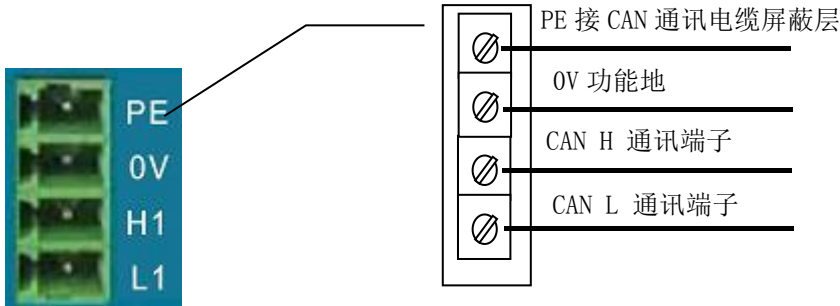 PE
0V
H1
L1
PE 接 CAN 通讯电缆屏蔽层
0V 功能地
CAN H 通讯端子
CAN L 通讯端子